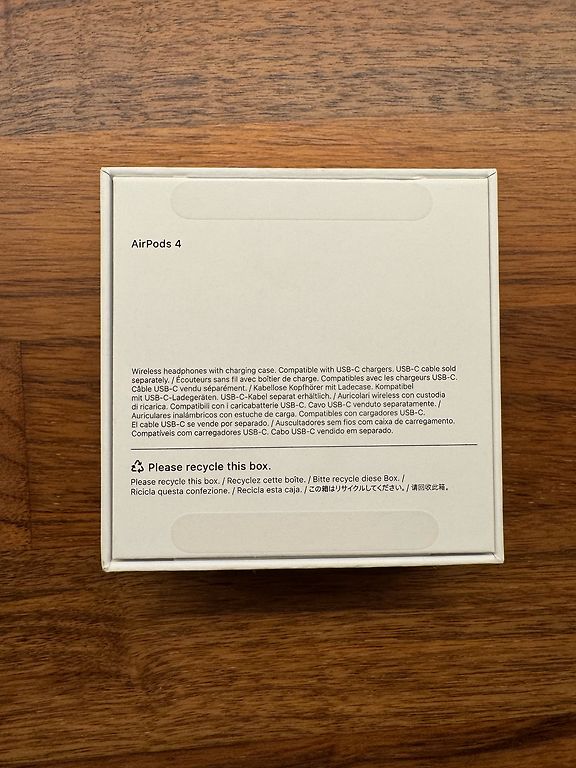 AirPods 4
Wireless headphones with charging case. Compatible with USB-C chargers. USB-C cable sold
separately. / Écouteurs sans fil avec boîtier de charge. Compatibles avec les chargeurs USB-C.
Câble USB-C vendu séparément. / Kabellose Kopfhörer mit Ladecase. Kompatibel
mit USB-C-Ladegeräten. USB-C-Kabel separat erhältlich. / Auricolari wireless con custodia
di ricarica. Compatibili con i caricabatterie USB-C. Cavo USB-C venduto separatamente. /
Auriculares inalámbricos con estuche de carga. Compatibles con cargadores USB-C.
El cable USB-C se vende por separado. / Auscultadores sem fios com caixa de carregamento.
Compatíveis com carregadores USB-C. Cabo USB-C vendido em separado.
Please recycle this box.
Please recycle this box. / Recyclez cette boîte. / Bitte recycle diese Box. /
Ricicla questa confezione. / Recicla esta caja. / この箱はリサイクルしてください。/ 请回收此箱。